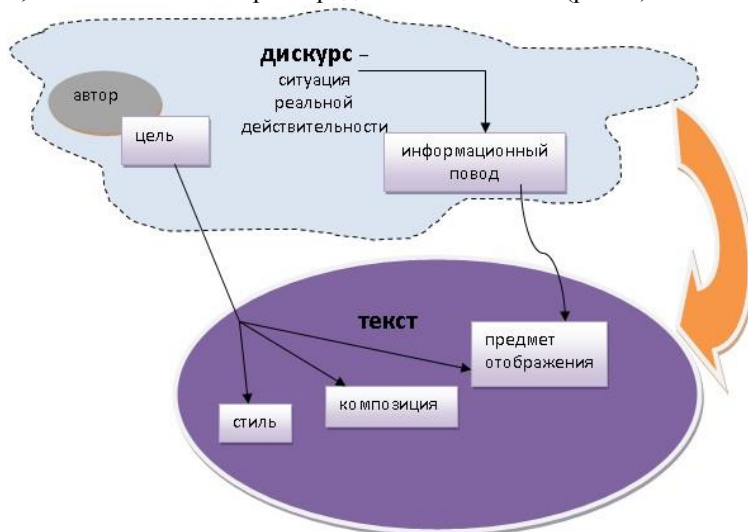 дискурс –
ситуация
реальной
действительности
автор
цель
информационный
повод
текст
предмет
отображения
композиция
стиль